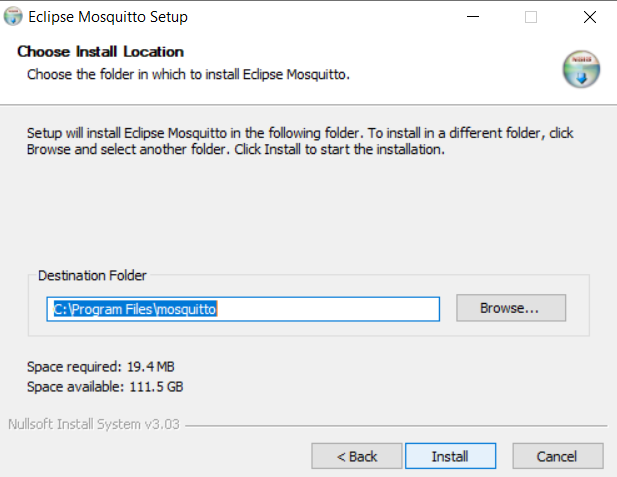 Eclipse Mosquitto Setup
Choose Install Location
Choose the folder in which to install Eclipse Mosquitto.
Setup will install Eclipse Mosquitto in the following folder. To install in a different folder, click
Browse and select another folder. Click Install to start the installation.
Destination Folder
C:\Program Files\mosquitto
Browse...
Space required: 19.4 MB
Space available: 111.5 GB
Nullsoft Install System v3.03
< Back
Install
Cancel